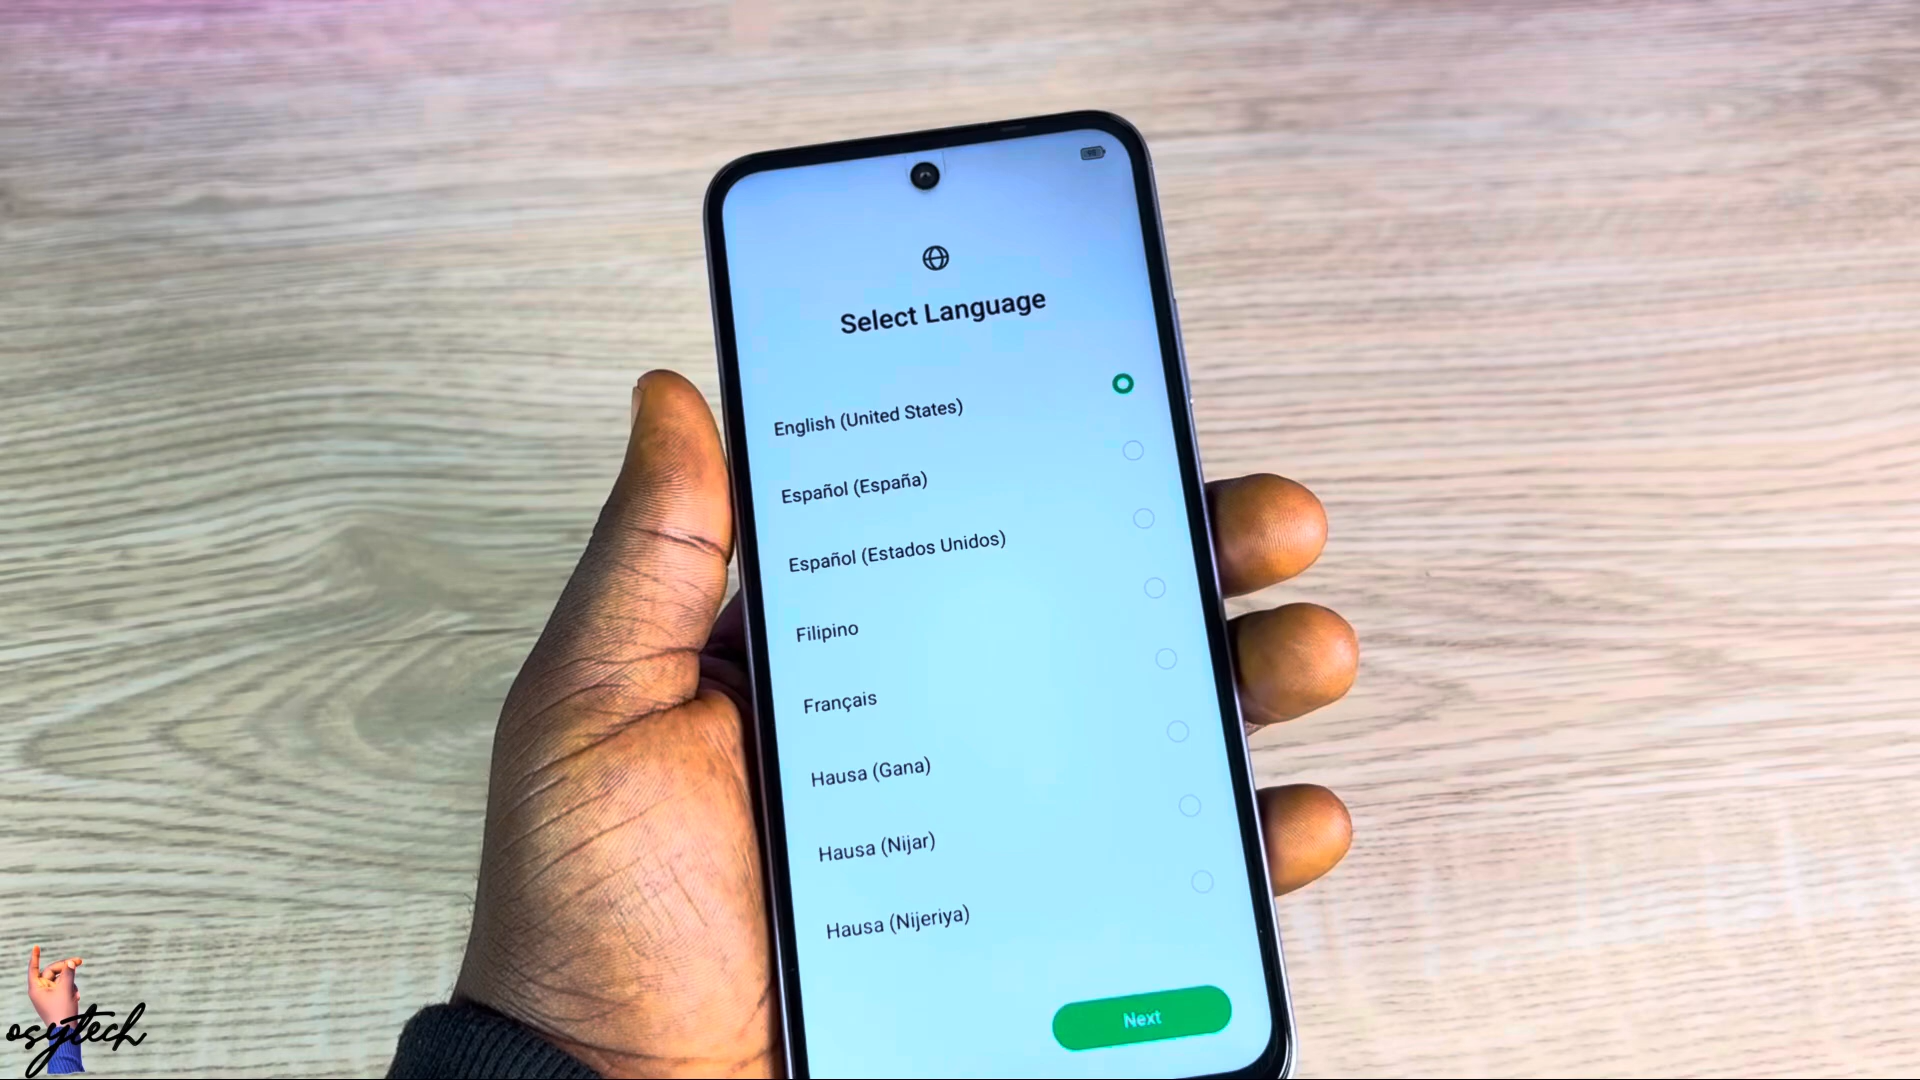 Select Language
English (United States)
Español (España)
Español (Estados Unidos)
Filipino
Français
Hausa (Gana)
Hausa (Nijar)
Hausa (Nijeriya)
Next
osytech